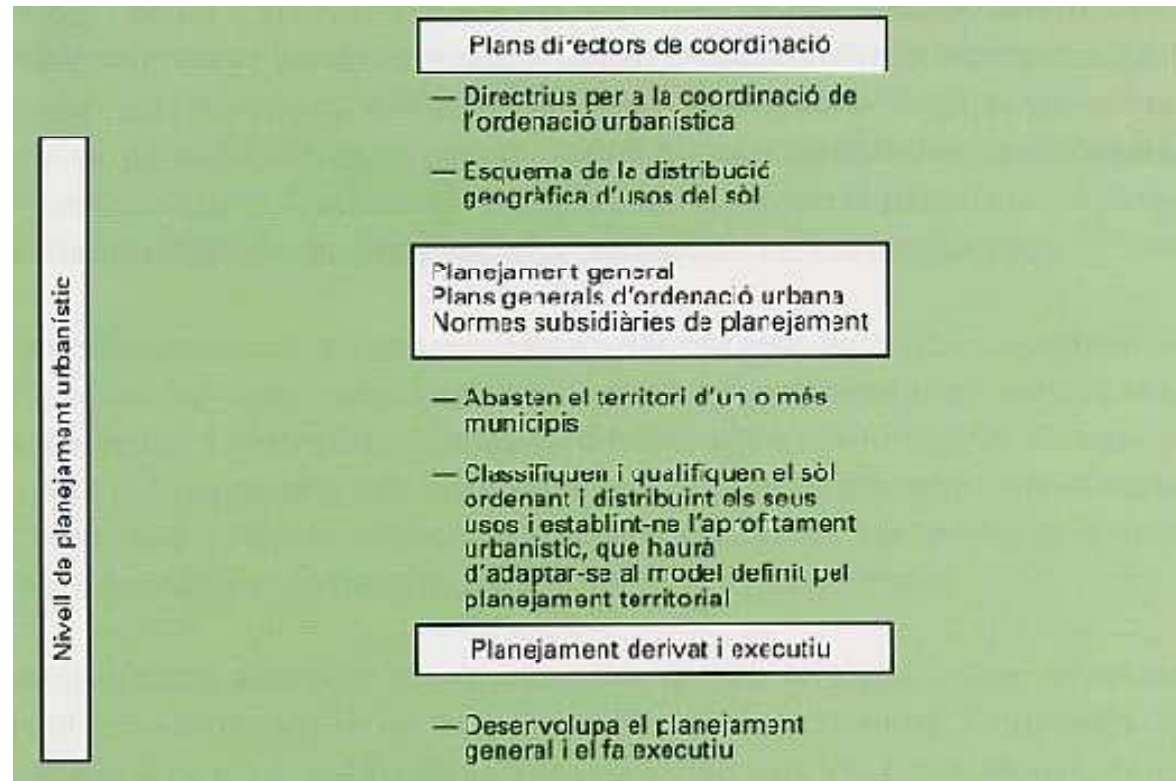 Plans directors de coordinació
— Directrius per a la coordinació de
l'ordenació urbanística
— Esquema de la distribució
geogràfica d'usos del sòl
Nivell de planejament urbanístic
Planejament general
Plans generals d'ordenació urbana
Normes subsidiàries de planejament
— Abasten el territori d'un o més
municipis
— Classifiquen i qualifiquen el sòl
ordenant i distribuint els seus
usos i establint-ne l'aprofitament
urbanístic, que haurà
d'adaptar-se al model definit pel
planejament territorial
Planejament derivat i executiu
— Desenvolupa el planejament
general i el fa executiu